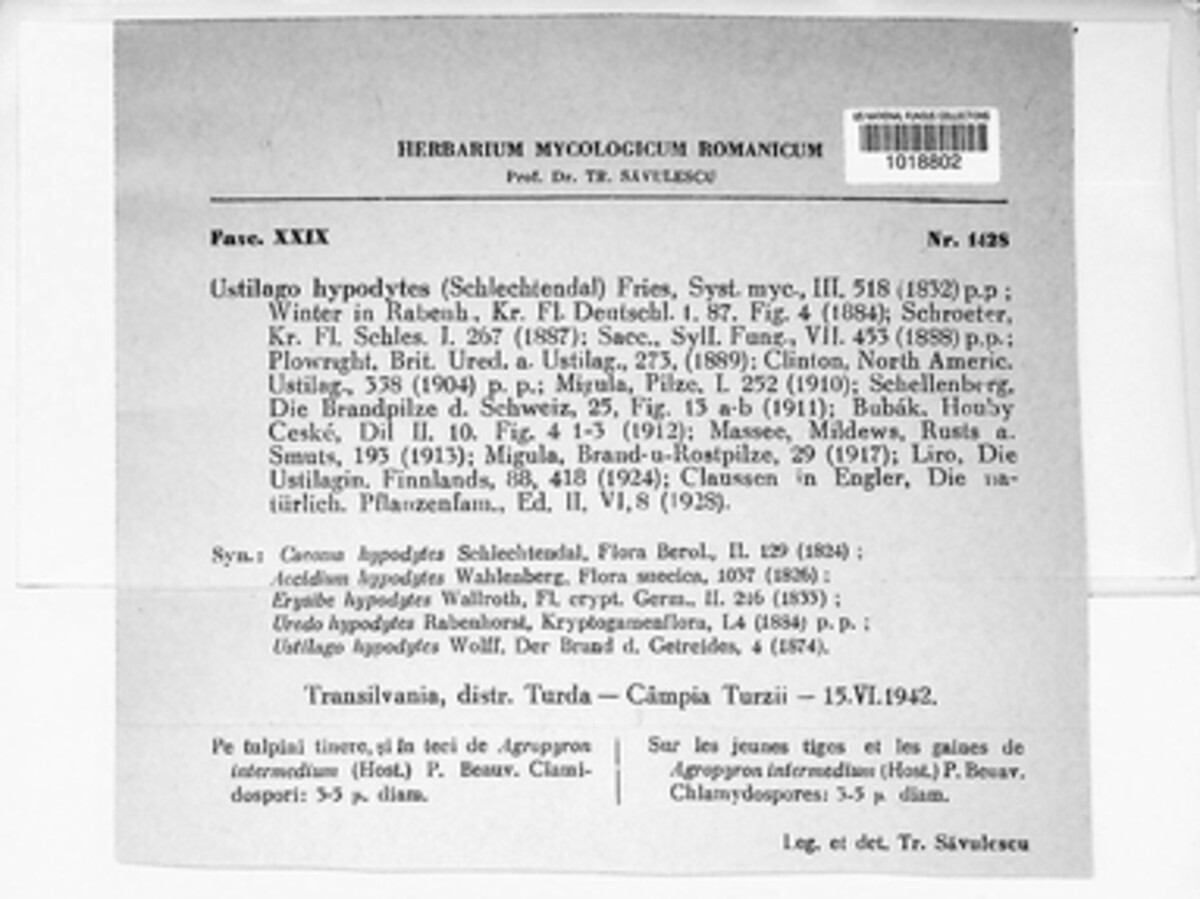 HERBARIUM MYCOLOGICUM ROMANICUM
Prof. Dr. TR. SĂVULESCU
US NATIONAL FUNGUS COLLECTIONS
1018802
Fasc. XXIX
Nr. 1428
Ustilago hypodytes (Schlechtendal) Fries, Syst. myc., III. 518 (1832) p.p ;
Winter in Rabenh., Kr. Fl. Deutschl. 1. 87. Fig. 4 (1884); Schroeter,
Kr. Fl. Schles. I. 267 (1887); Sacc., Syll. Fung., VII. 453 (1888) p.p.;
Plowright, Brit. Ured. a. Ustilag., 273, (1889); Clinton, North Americ.
Ustilag., 338 (1904) p. p.; Migula, Pilze, I. 252 (1910); Schellenberg,
Die Brandpilze d. Schweiz, 25, Fig. 13 a-b (1911); Bubák. Houby
Ceské, Dil II. 10. Fig. 4 1-3 (1912); Massee, Mildews, Rusts a.
Smuts, 193 (1913); Migula, Brand-u-Rostpilze, 29 (1917); Liro, Die
Ustilagin. Finnlands, 88, 418 (1924); Claussen in Engler, Die na-
türlich. Pflanzenfam., Ed. II, VI, 8 (1928).
Syn.: Caeoma hypodytes Schlechtendal, Flora Berol., II. 129 (1824) ;
Aecidium hypodytes Wahlenberg, Flora suecica, 1037 (1826) ;
Erysibe hypodytes Wallroth, Fl. crypt. Germ., II. 216 (1833) ;
Uredo hypodytes Rabenhorst, Kryptogamenflora, I.4 (1884) p. p. ;
Ustilago hypodytes Wolff, Der Brand d. Getreides, 4 (1874).
Transilvania, distr. Turda — Câmpia Turzii — 15.VI.1942.
Pe tulpini tinere, și în teci de Agropyron
intermedium (Host.) P. Beauv. Clami-
dospori: 3-5 µ. diam.
Sur les jeunes tiges et les gaines de
Agropyron intermedium (Host.) P. Beuav.
Chlamydospores: 3-5 µ diam.
Leg. et det. Tr. Săvulescu